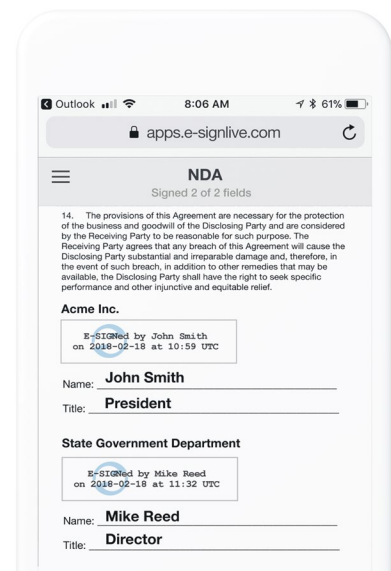 Outlook 8:06 AM 61%
apps.e-signlive.com
NDA
Signed 2 of 2 fields
14. The provisions of this Agreement are necessary for the protection
of the business and goodwill of the Disclosing Party and are considered
by the Receiving Party to be reasonable for such purpose. The
Receiving Party agrees that any breach of this Agreement will cause the
Disclosing Party substantial and irreparable damage and, therefore, in
the event of such breach, in addition to other remedies that may be
available, the Disclosing Party shall have the right to seek specific
performance and other injunctive and equitable relief.
Acme Inc.
E-SIGNed by John Smith
on 2018-02-18 at 10:59 UTC
Name: John Smith
Title: President
State Government Department
E-SIGNed by Mike Reed
on 2018-02-18 at 11:32 UTC
Name: Mike Reed
Title: Director